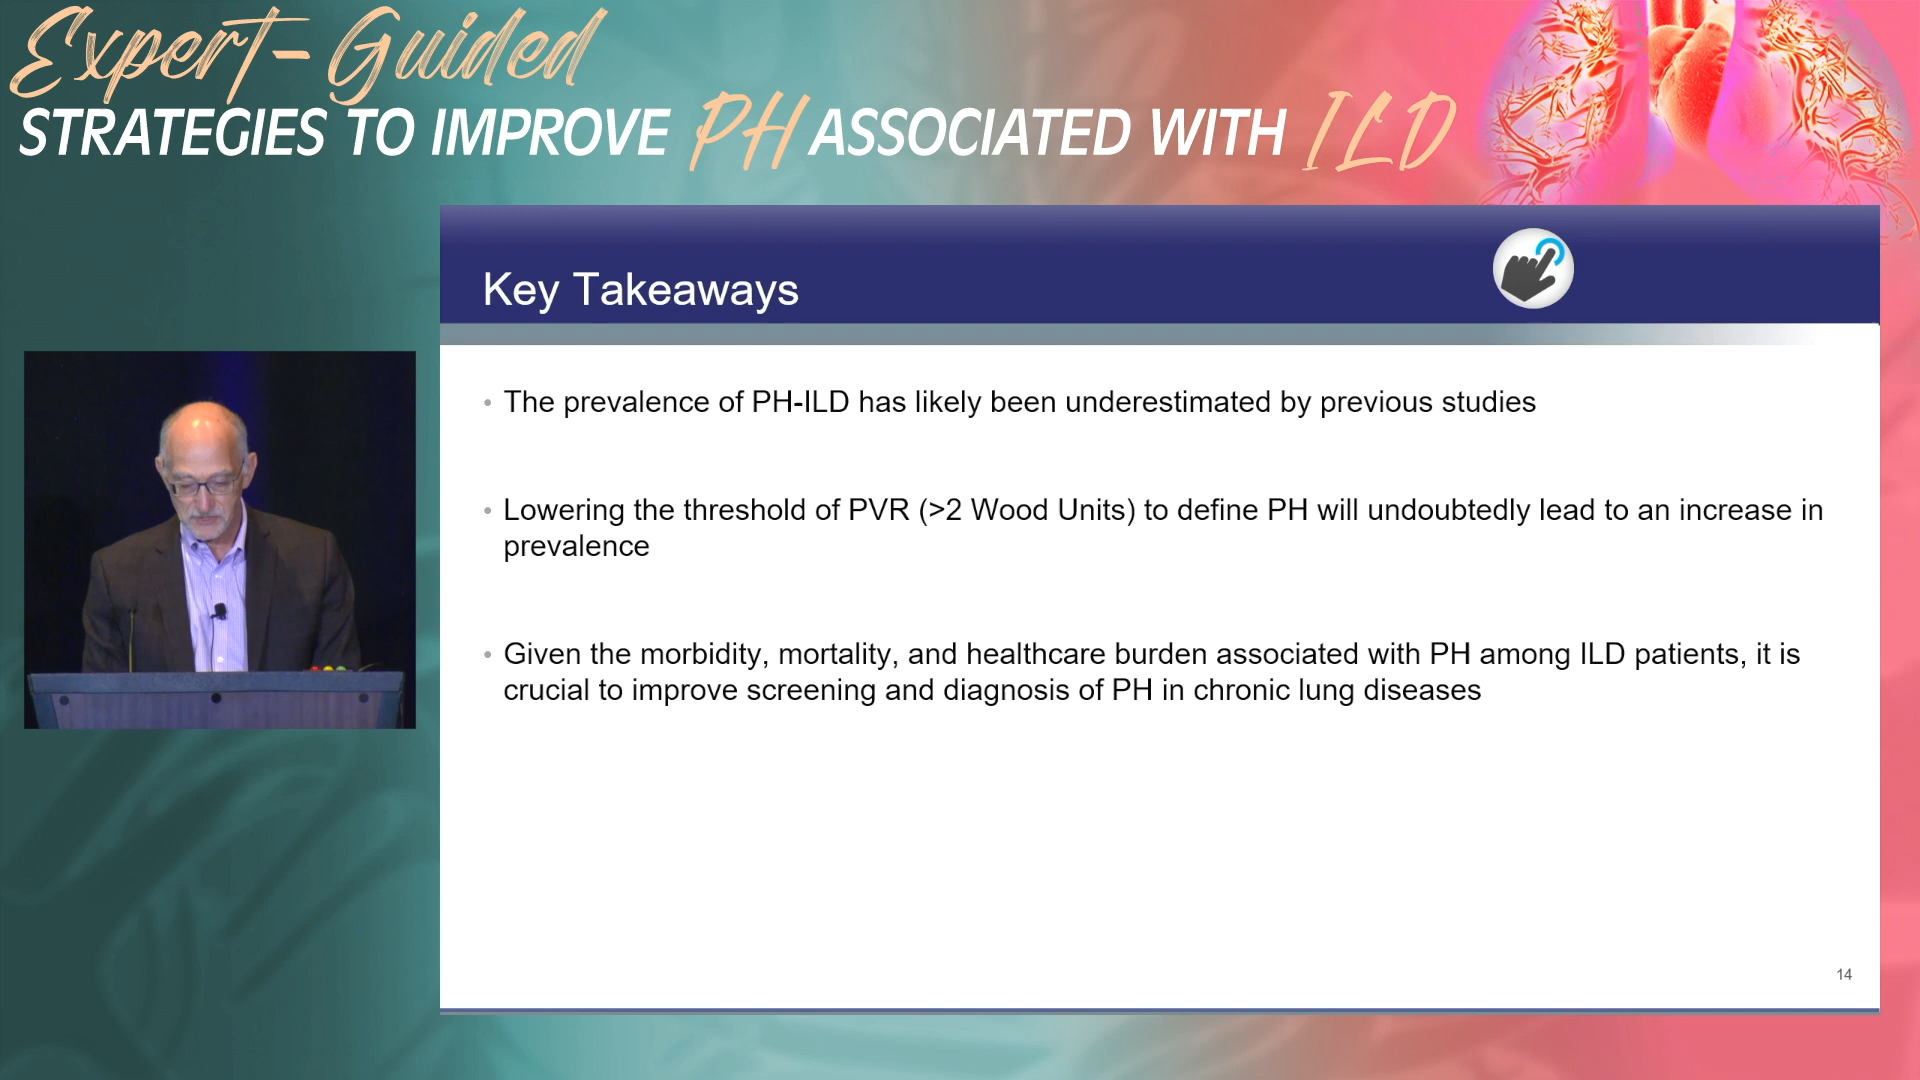 Expert-Guided
STRATEGIES TO IMPROVE PH ASSOCIATED WITH ILD
Key Takeaways
• The prevalence of PH-ILD has likely been underestimated by previous studies
• Lowering the threshold of PVR (>2 Wood Units) to define PH will undoubtedly lead to an increase in
prevalence
• Given the morbidity, mortality, and healthcare burden associated with PH among ILD patients, it is
crucial to improve screening and diagnosis of PH in chronic lung diseases
14